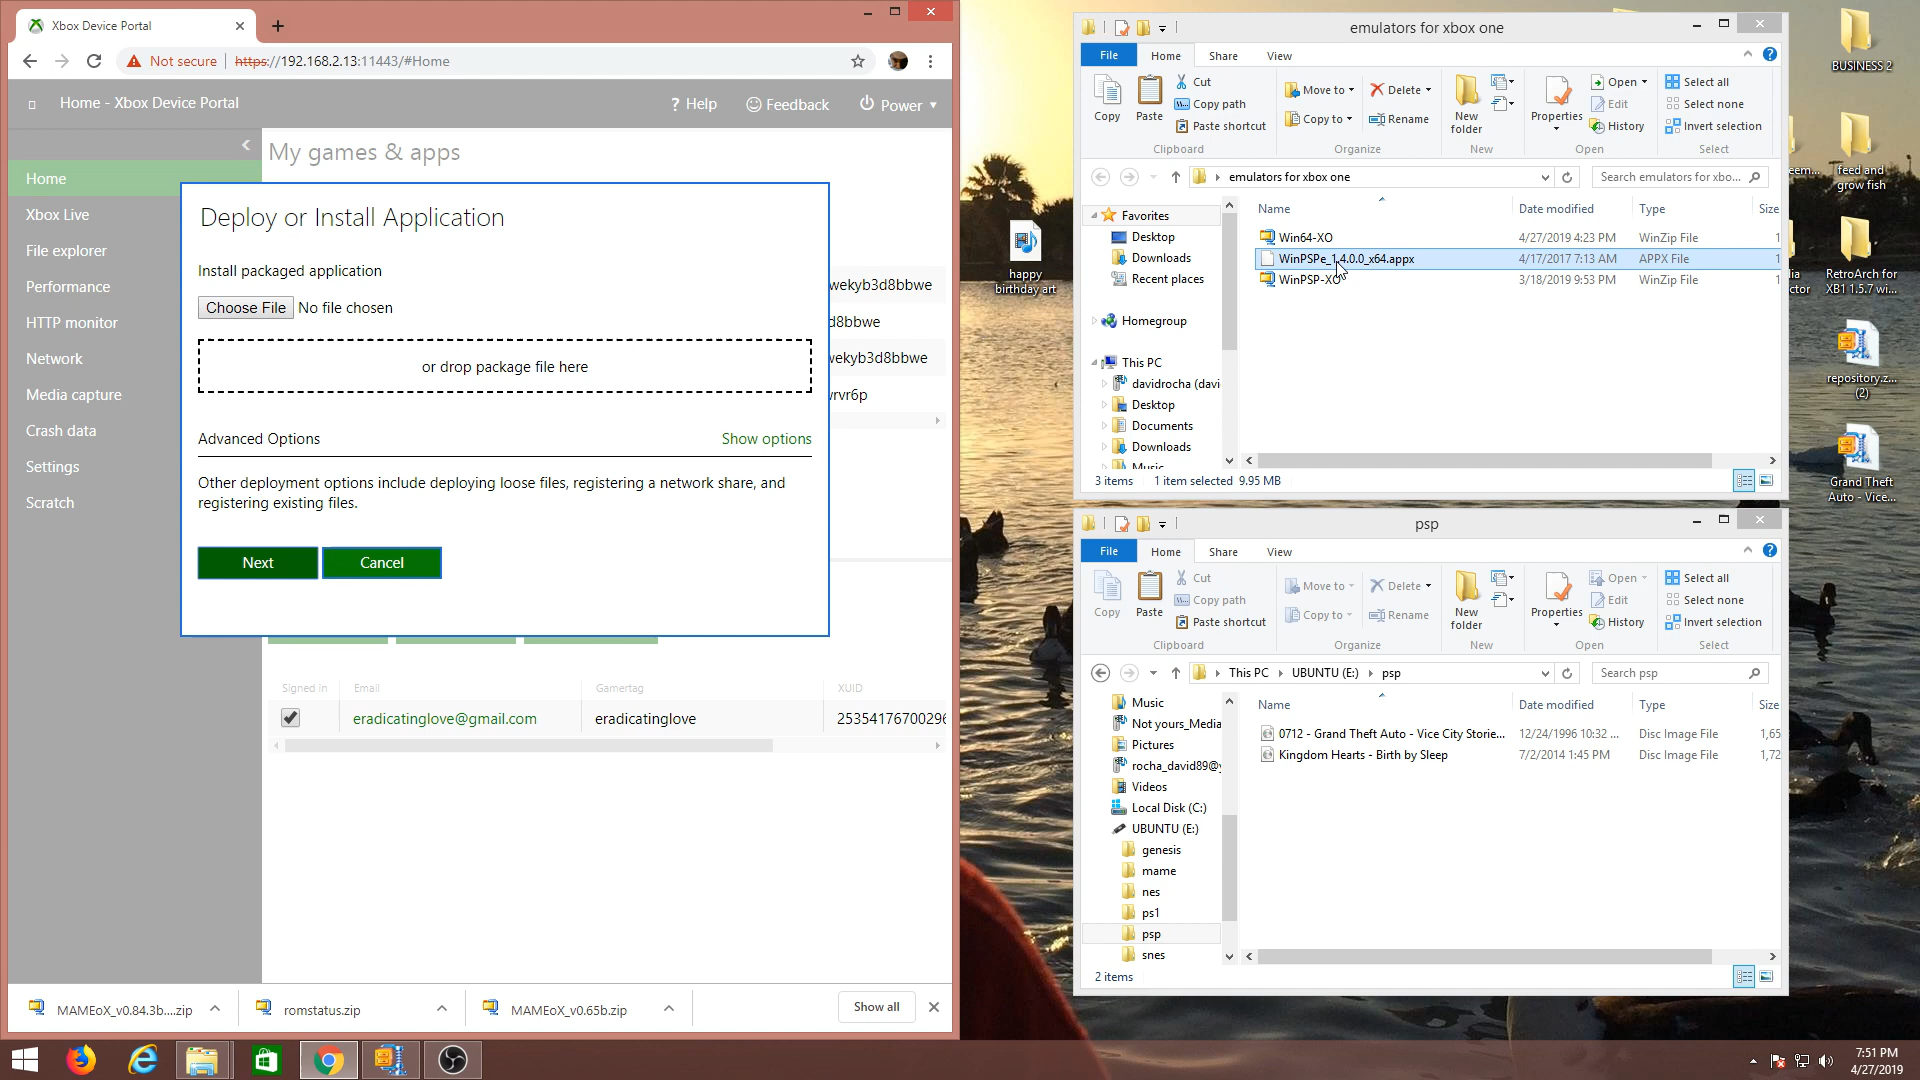 Xbox Device Portal
Not secure
https://192.168.2.13:11443/#Home
Home - Xbox Device Portal
? Help
Feedback
Power
My games & apps
Home
Xbox Live
File explorer
Performance
HTTP monitor
Network
Media capture
Crash data
Settings
Scratch
Deploy or Install Application
Install packaged application
Choose File No file chosen
or drop package file here
Advanced Options
Show options
Other deployment options include deploying loose files, registering a network share, and
registering existing files.
Next
Cancel
wekyb3d8bbwe
d8bbwe
wekyb3d8bbwe
Signed in
Email
Gamertag
XUID
eradicatinglove@gmail.com
eradicatinglove
25354176700296
MAMEoX_v0.84.3b....zip
romstatus.zip
MAMEoX_v0.65b.zip
Show all
emulators for xbox one
File
Home
Share
View
Copy
Paste
Cut
Copy path
Paste shortcut
Clipboard
Move to
Copy to
Delete
Rename
Organize
New
folder
New
Properties
Open
Edit
History
Open
Select all
Select none
Invert selection
Select
emulators for xbox one
Search emulators for xbo...
Favorites
Desktop
Downloads
Recent places
Homegroup
This PC
davidrocha (davi
Desktop
Documents
Downloads
Music
Name
Date modified
Type
Size
Win64-XO
4/27/2019 4:23 PM
WinZip File
1
WinPSPe_1.4.0.0_x64.appx
4/17/2017 7:13 AM
APPX File
1
WinPSP-XO
3/18/2019 9:53 PM
WinZip File
1
3 items
1 item selected 9.95 MB
psp
File
Home
Share
View
Copy
Paste
Cut
Copy path
Paste shortcut
Clipboard
Move to
Copy to
Delete
Rename
Organize
New
folder
New
Properties
Open
Edit
History
Open
Select all
Select none
Invert selection
Select
This PC
UBUNTU (E:)
psp
Search psp
Music
Not yours_Media
Pictures
rocha_david89@y
Videos
Local Disk (C:)
UBUNTU (E:)
genesis
mame
nes
ps1
psp
snes
Name
Date modified
Type
Size
0712 - Grand Theft Auto - Vice City Storie...
12/24/1996 10:32 ...
Disc Image File
1,65
Kingdom Hearts - Birth by Sleep
7/2/2014 1:45 PM
Disc Image File
1,72
2 items
happy
birthday art
BUSINESS 2
feed and
grow fish
RetroArch for
XB1 1.5.7 wi...
repository.z...
(2)
Grand Theft
Auto - Vice...
7:51 PM
4/27/2019